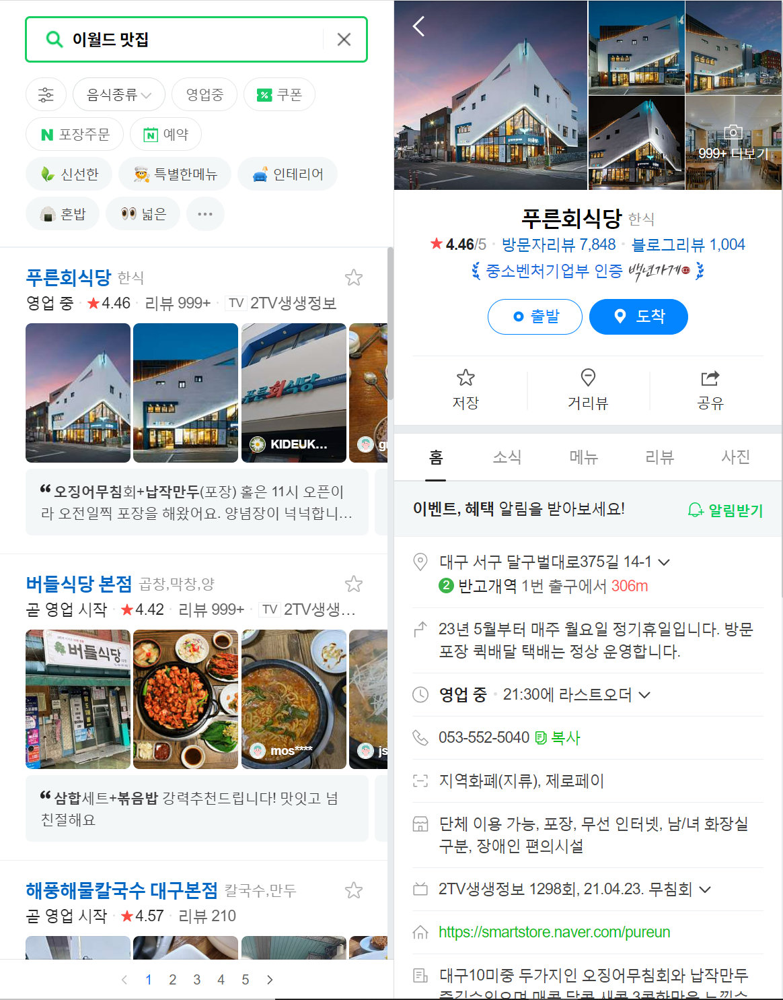 이월드 맛집
음식종류
영업중
쿠폰
포장주문
예약
신선한
특별한메뉴
인테리어
혼밥
넓은
푸른회식당 한식
영업 중 · ★4.46 · 리뷰 999+ · TV 2TV생생정보
푸른회식당
KIDEUK...
“ 오징어무침회+납작만두(포장) 홀은 11시 오픈이
라 오전일찍 포장을 해왔어요. 양념장이 넉넉합니...
버들식당 본점 곱창,막창,양
곧 영업 시작 · ★4.42 · 리뷰 999+ · TV 2TV생생...
버들식당
mos****
js
“ 삼합세트+볶음밥 강력추천드립니다! 맛잇고 넘
친절해요
해풍해물칼국수 대구본점 칼국수,만두
곧 영업 시작 · ★4.57 · 리뷰 210
1 2 3 4 5
999+ 더보기
푸른회식당 한식
★ 4.46/5 · 방문자리뷰 7,848 · 블로그리뷰 1,004
중소벤처기업부 인증 백년가게
출발
도착
저장
거리뷰
공유
홈
소식
메뉴
리뷰
사진
이벤트, 혜택 알림을 받아보세요!
알림받기
대구 서구 달구벌대로375길 14-1
2 반고개역 1번 출구에서 306m
23년 5월부터 매주 월요일 정기휴일입니다. 방문
포장 퀵배달 택배는 정상 운영합니다.
영업 중 · 21:30에 라스트오더
053-552-5040 복사
지역화폐(지류), 제로페이
단체 이용 가능, 포장, 무선 인터넷, 남/녀 화장실
구분, 장애인 편의시설
2TV생생정보 1298회, 21.04.23. 무침회
https://smartstore.naver.com/pureun
대구10미중 두가지인 오징어무침회와 납작만두